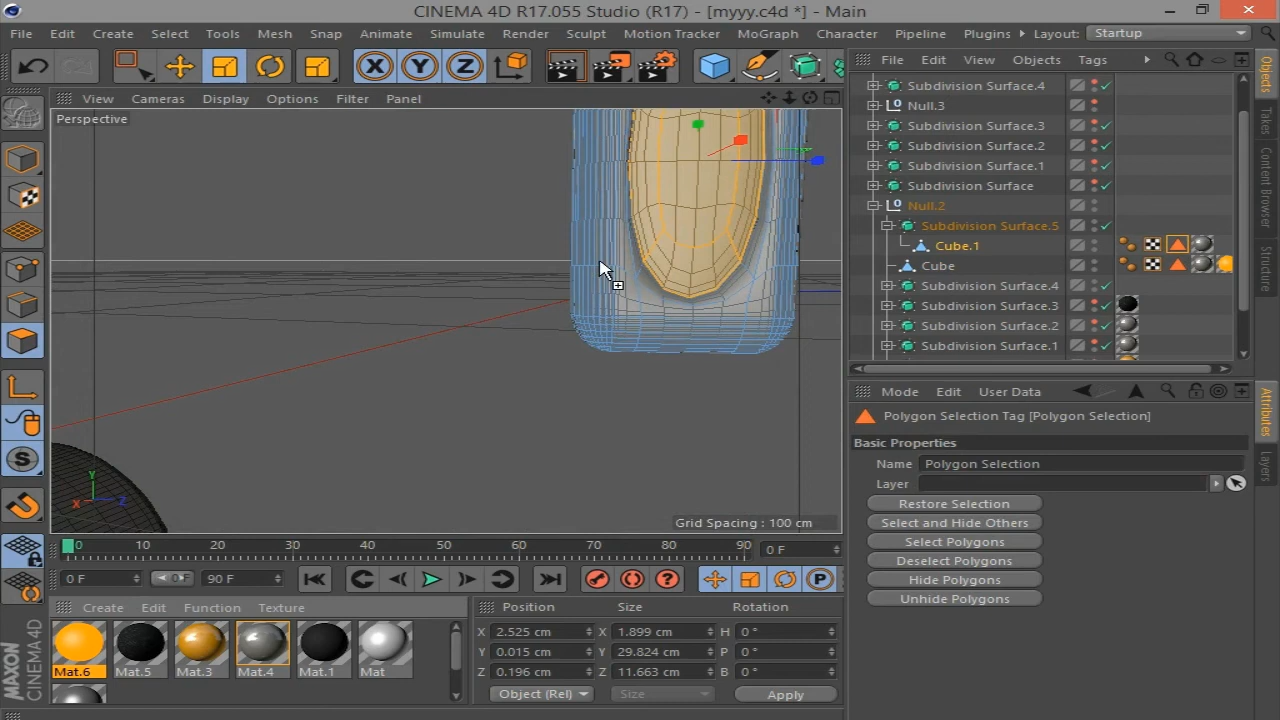 CINEMA 4D R17.055 Studio (R17) - [myyy.c4d *] - Main
File Edit Create Select Tools Mesh Snap Animate Simulate Render Sculpt Motion Tracker MoGraph Character Pipeline Plugins Layout: Startup
X Y Z
File Edit View Objects Tags
View Cameras Display Options Filter Panel
Perspective
Subdivision Surface.4
Null.3
Subdivision Surface.3
Subdivision Surface.2
Subdivision Surface.1
Subdivision Surface
Null.2
Subdivision Surface.5
Cube.1
Cube
Subdivision Surface.4
Subdivision Surface.3
Subdivision Surface.2
Subdivision Surface.1
Objects
Takes
Content Browser
Structure
Mode Edit User Data
Polygon Selection Tag [Polygon Selection]
Basic Properties
Name Polygon Selection
Layer
Restore Selection
Select and Hide Others
Select Polygons
Deselect Polygons
Hide Polygons
Unhide Polygons
Attributes
Layers
Y
X Z
Grid Spacing : 100 cm
0 10 20 30 40 50 60 70 80 90 0 F
0 F 0 F 90 F
P
Create Edit Function Texture
Mat.6 Mat.5 Mat.3 Mat.4 Mat.1 Mat
Position Size Rotation
X 2.525 cm X 1.899 cm H 0 °
Y 0.015 cm Y 29.824 cm P 0 °
Z 0.196 cm Z 11.663 cm B 0 °
Object (Rel) Size Apply
MAXON
CINEMA 4D